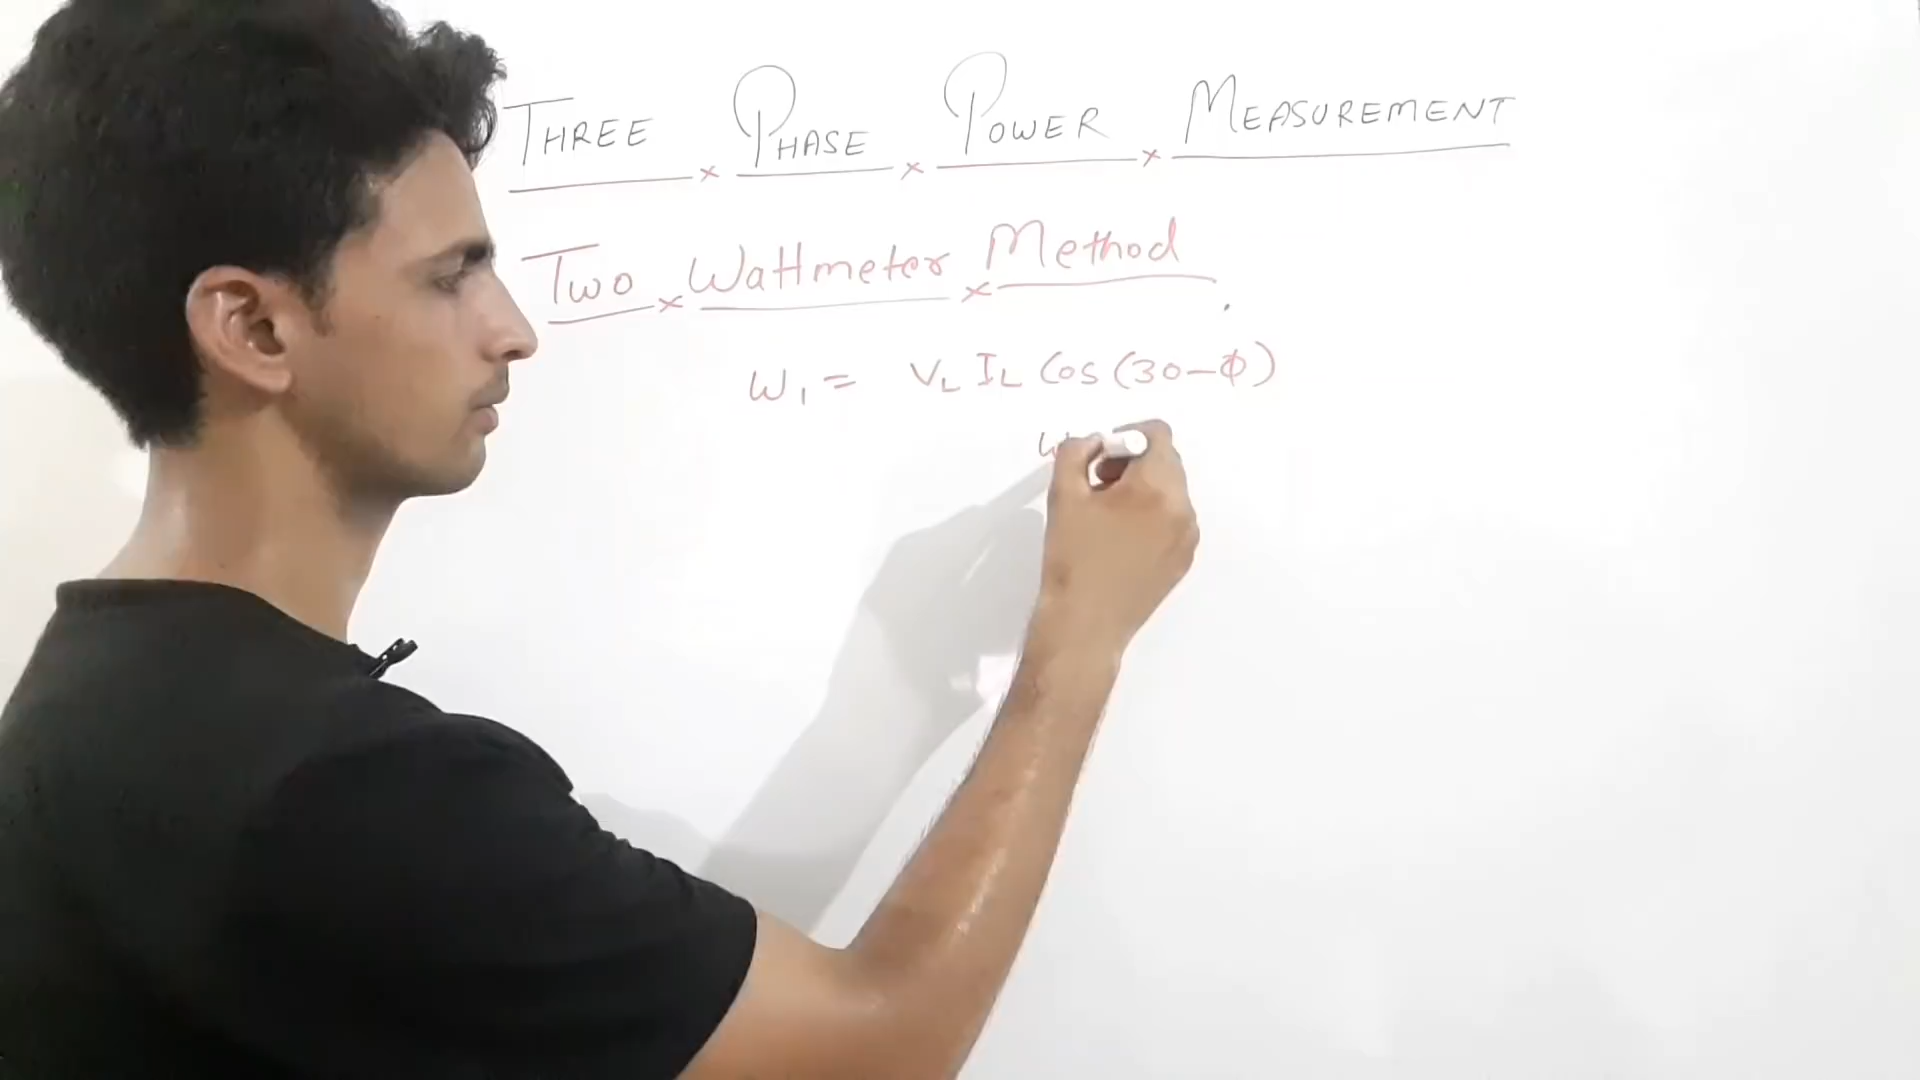 THREE PHASE POWER MEASUREMENT
Two Wattmeter Method
W₁ = V_L I_L Cos (30-ф)